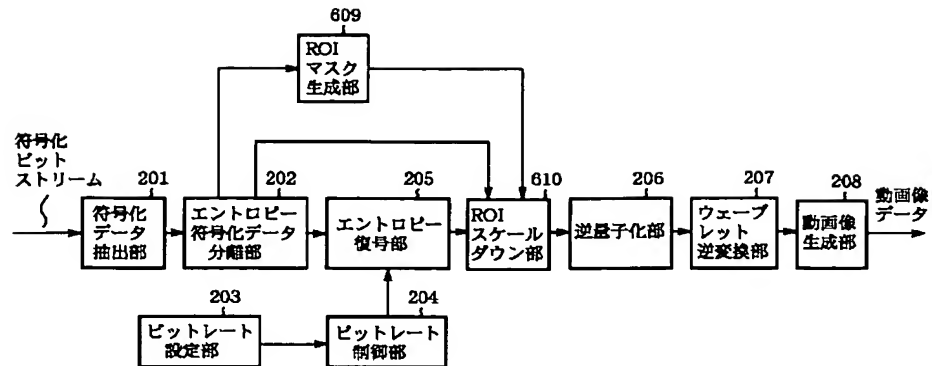 609
ROI
マスク
生成部
符号化
ビット
ストリーム
201
符号化
データ
抽出部
202
エントロピー
符号化データ
分離部
205
エントロピー
復号部
610
ROI
スケール
ダウン部
206
逆量子化部
207
ウェーブ
レット
逆変換部
208
動画像
生成部
動画像
データ
203
ビットレート
設定部
204
ビットレート
制御部